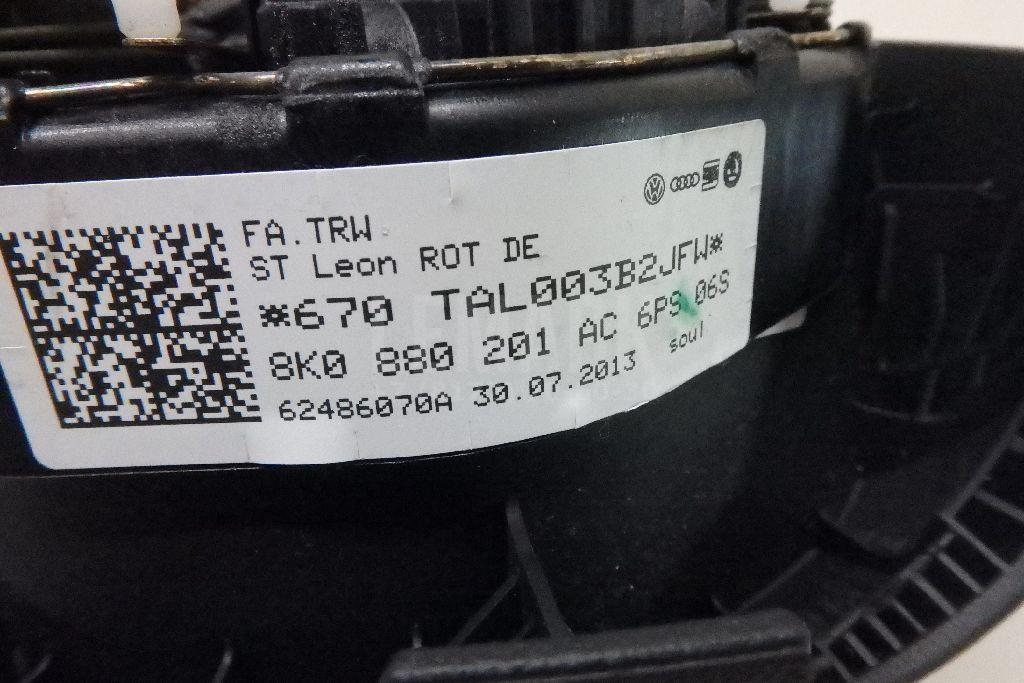 FA.TRW
ST Leon ROT DE
*670 TAL003B2JFW*
8K0 880 201 AC 6PS 06S
62486070A 30.07.2013 soul